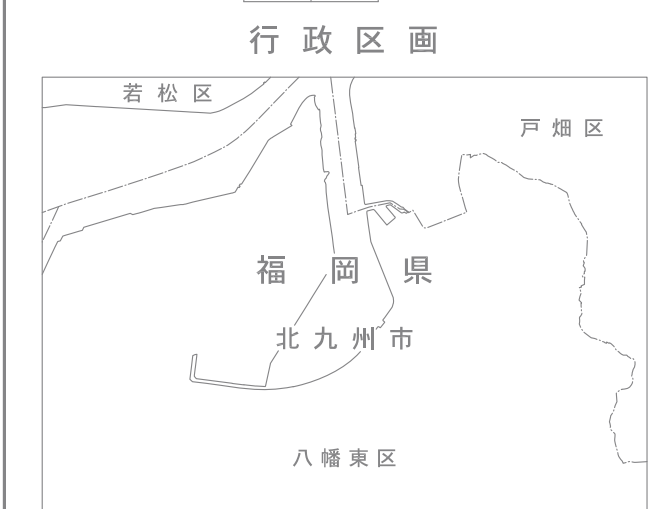 行政区画
若松区
戸畑区
福岡県
北九州市
八幡東区